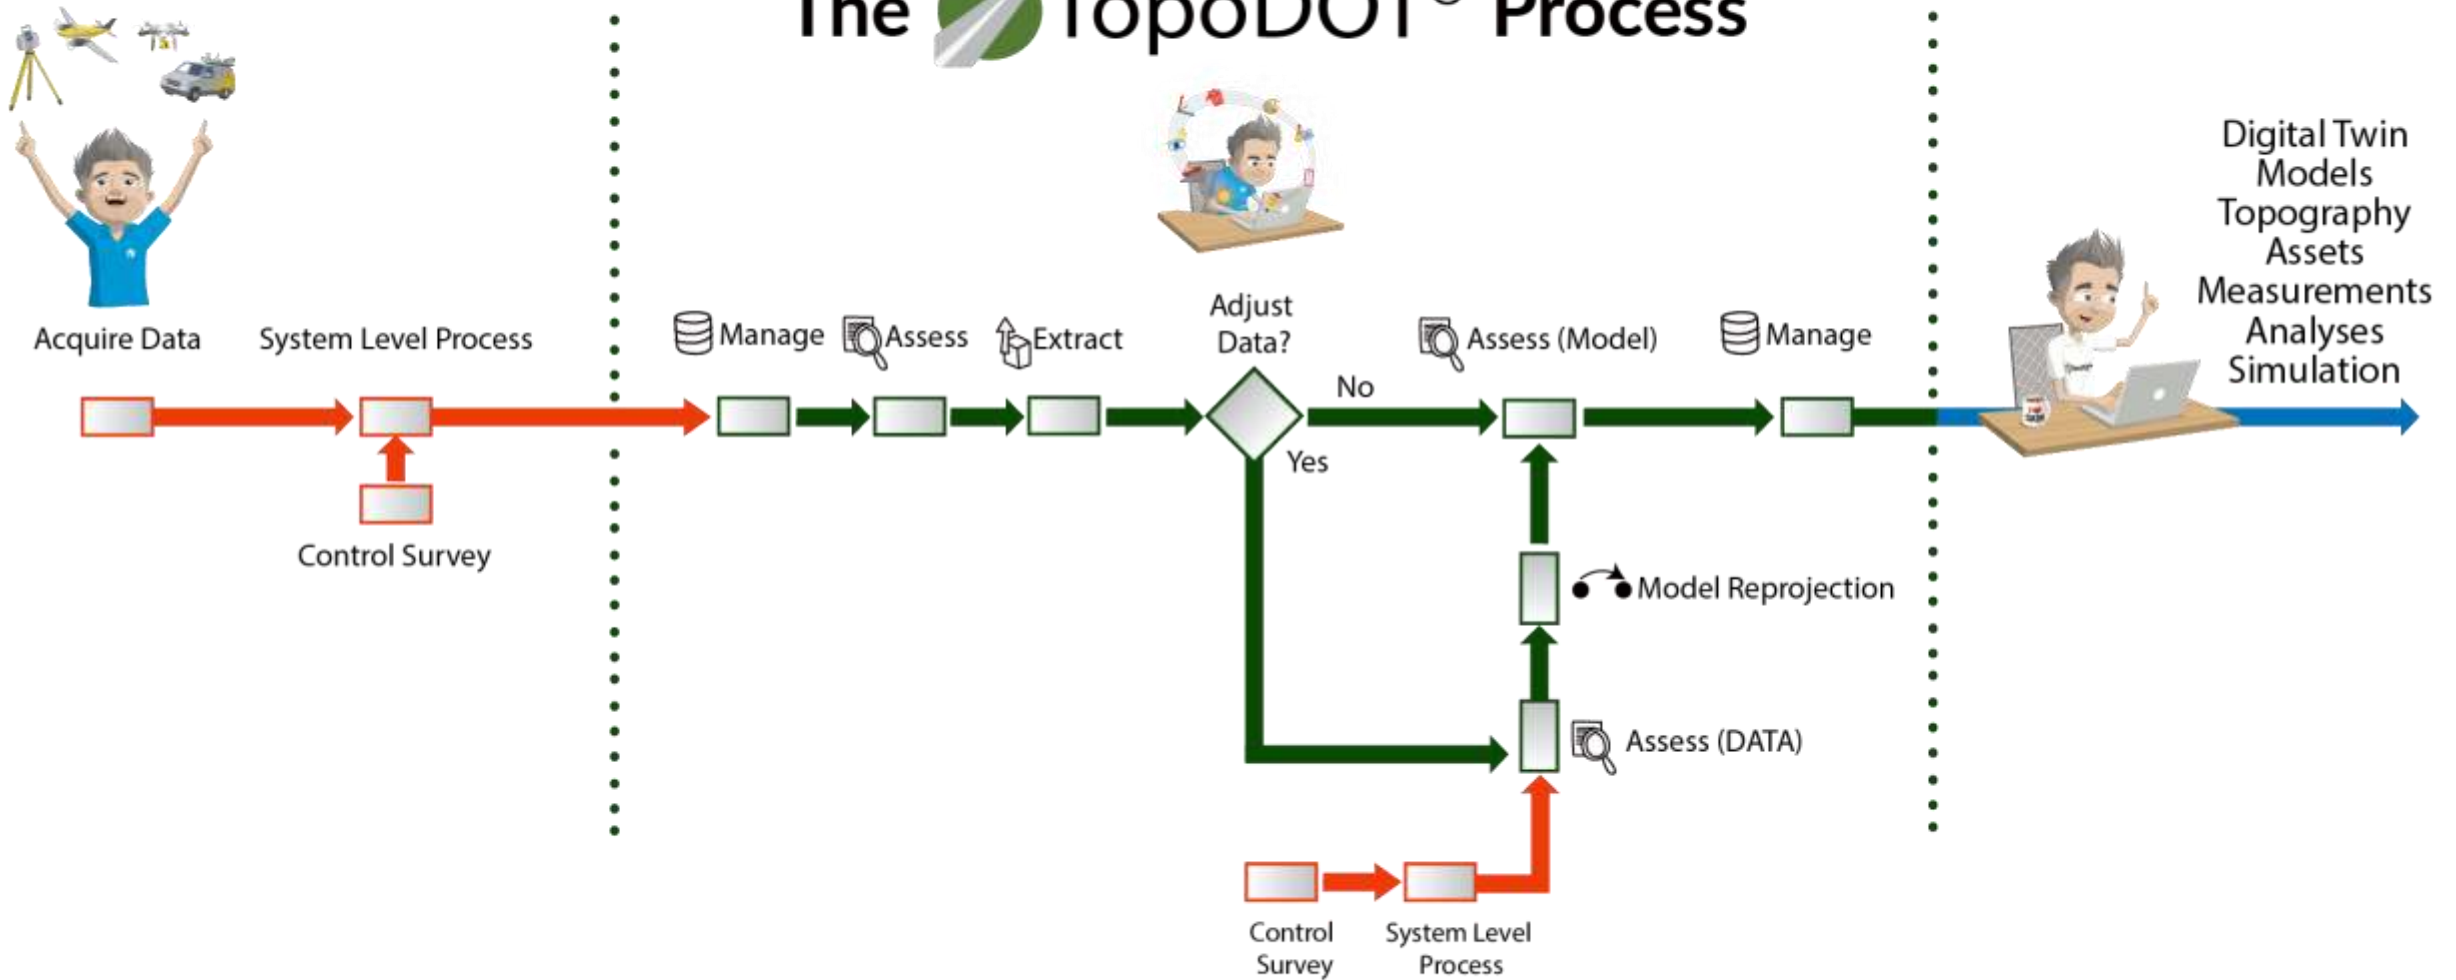 The TopoDOT® Process
Acquire Data
System Level Process
Control Survey
Manage
Assess
Extract
Adjust
Data?
No
Yes
Assess (Model)
Manage
Model Reprojection
Assess (DATA)
Control
Survey
System Level
Process
Digital Twin
Models
Topography
Assets
Measurements
Analyses
Simulation